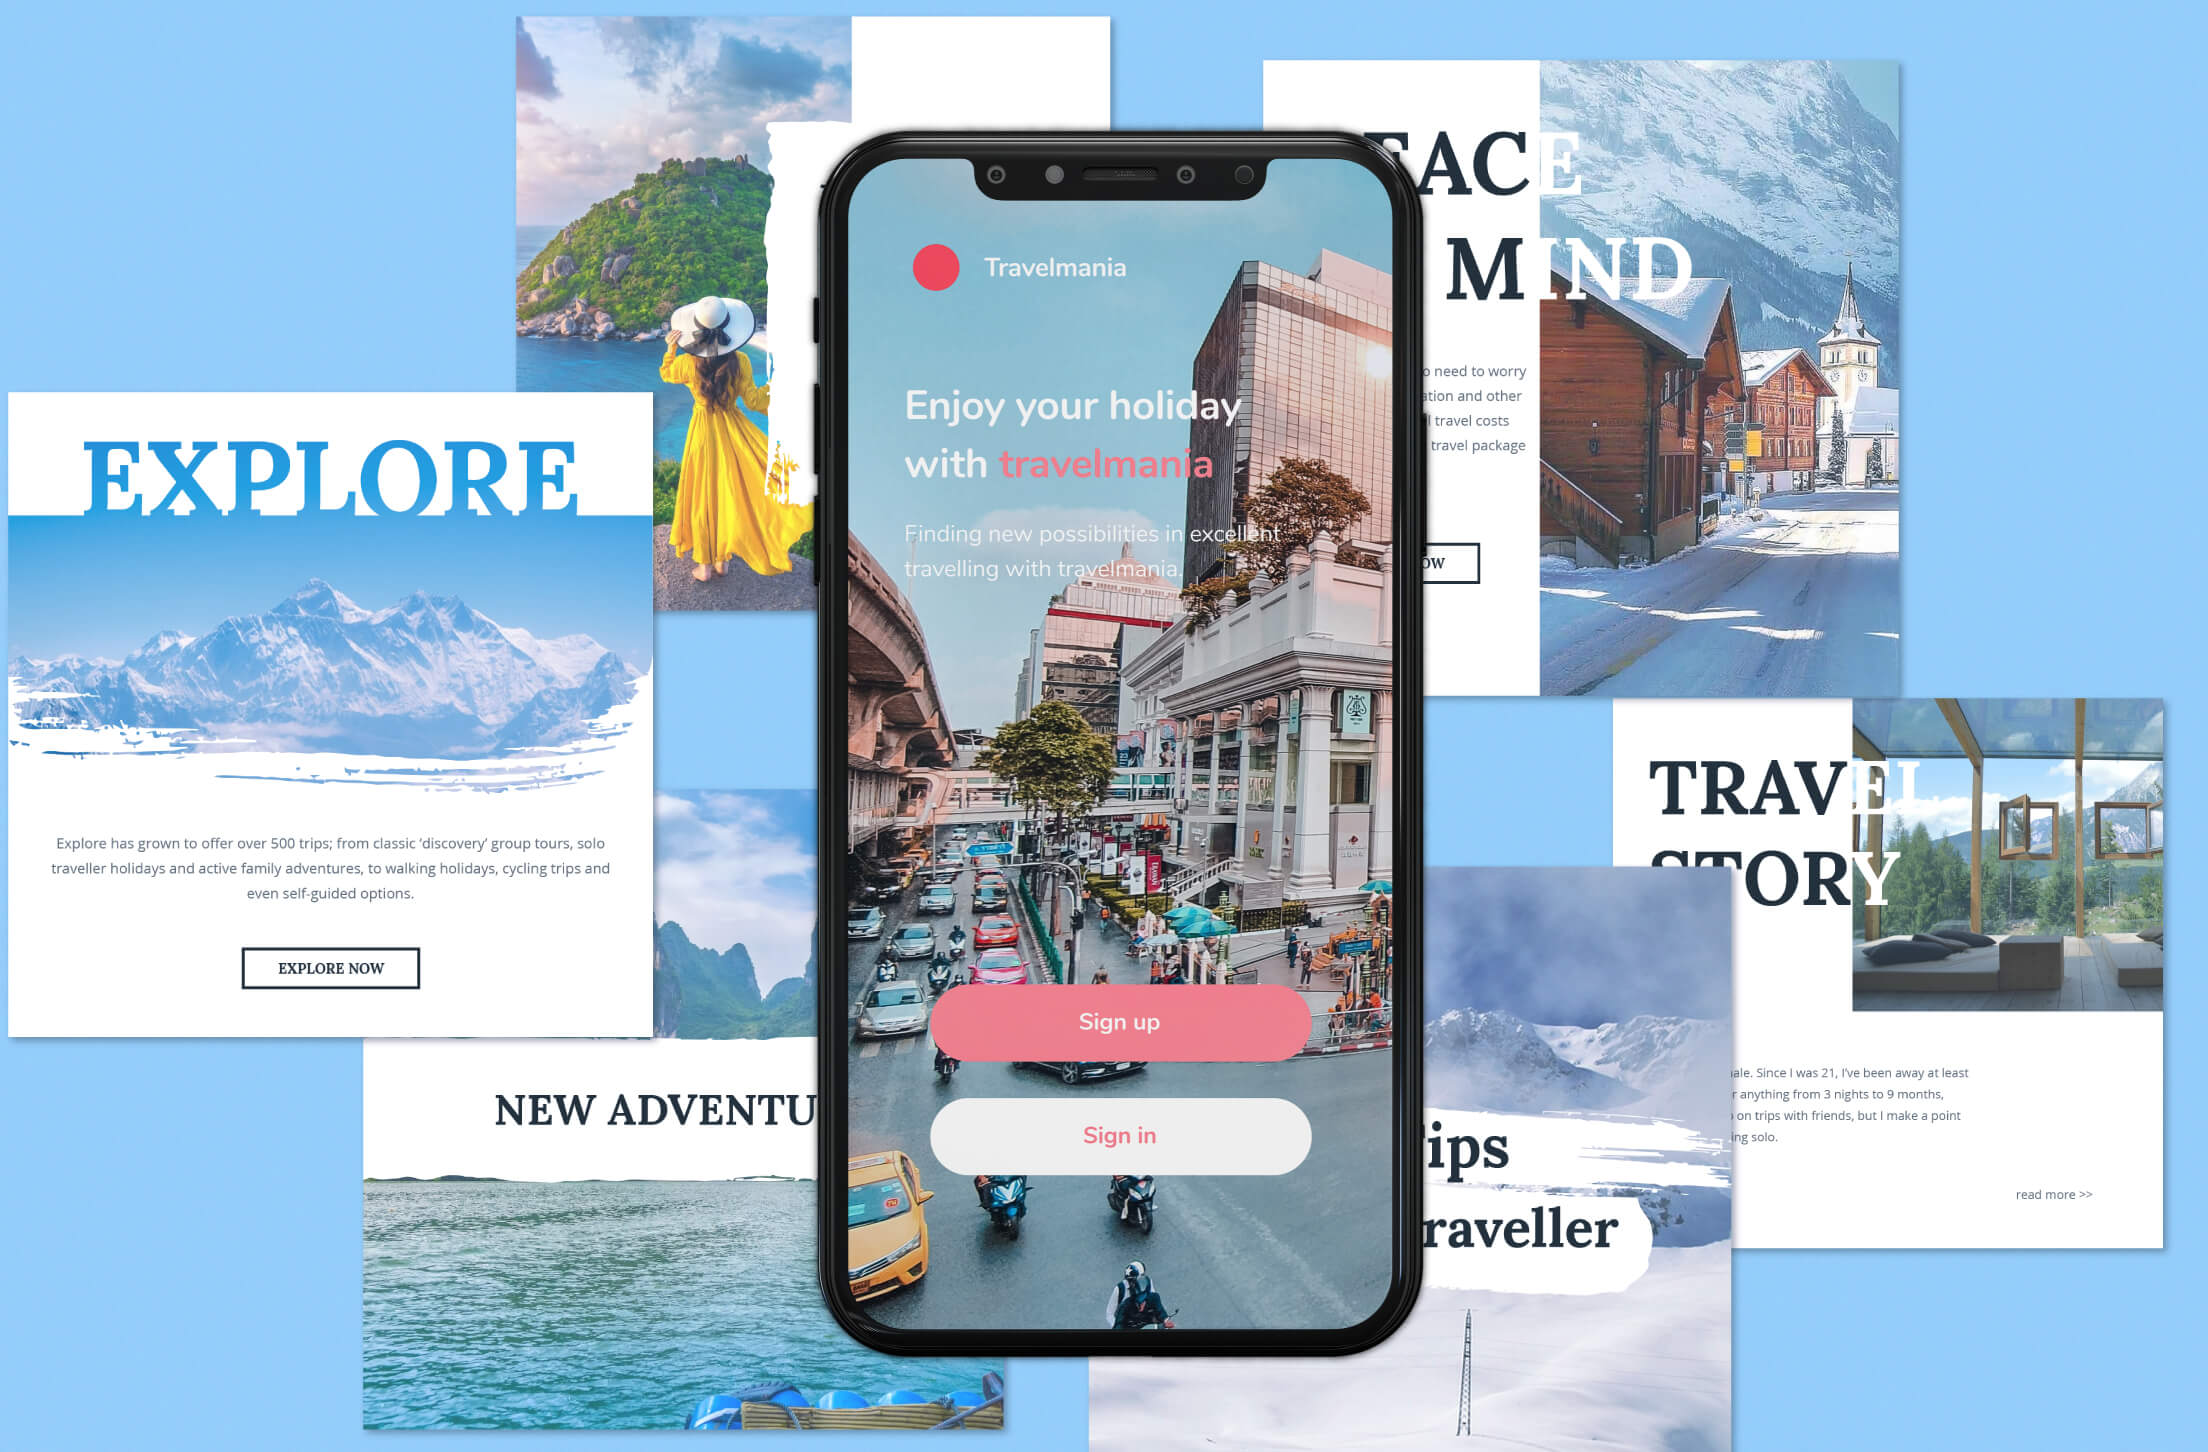 Travelmania
Enjoy your holiday
with travelmania
Finding new possibilities in excellent
travelling with travelmania.
Sign up
Sign in
EXPLORE
Explore has grown to offer over 500 trips; from classic ‘discovery’ group tours, solo
traveller holidays and active family adventures, to walking holidays, cycling trips and
even self-guided options.
EXPLORE NOW
NEW ADVENTU
ACE
MIND
o need to worry
ation and other
l travel costs
travel package
OW
TRAVEL
STORY
ale. Since I was 21, I’ve been away at least
r anything from 3 nights to 9 months,
on trips with friends, but I make a point
ing solo.
read more >>
ips
raveller